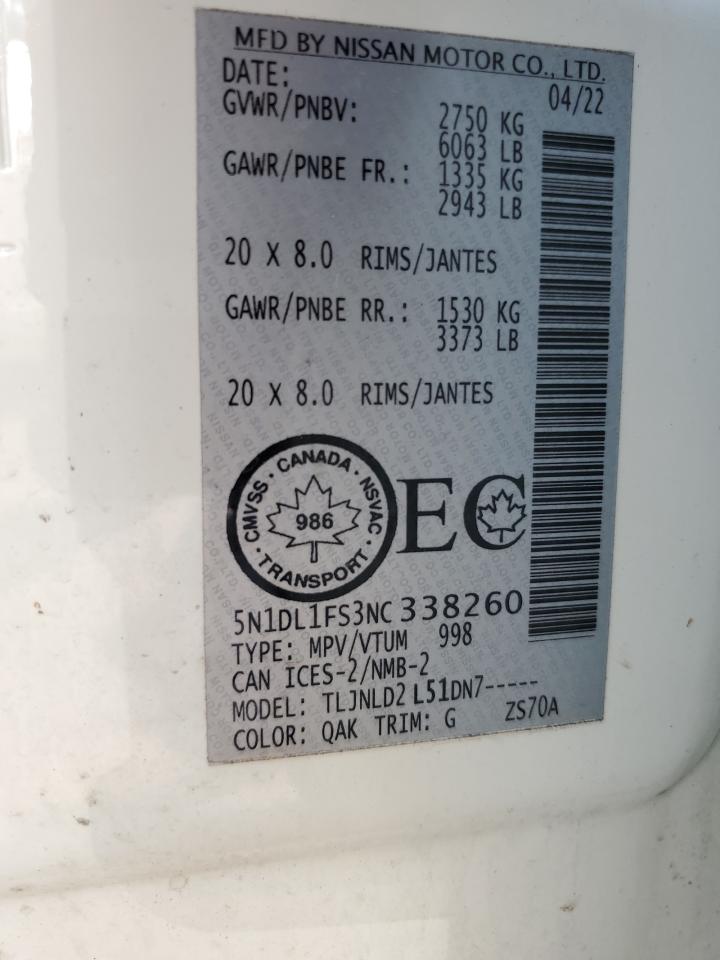 MFD BY NISSAN MOTOR CO., LTD.
DATE: 04/22
GVWR/PNBV: 2750 KG
6063 LB
GAWR/PNBE FR.: 1335 KG
2943 LB
20 X 8.0 RIMS/JANTES
GAWR/PNBE RR.: 1530 KG
3373 LB
20 X 8.0 RIMS/JANTES
CMVSS · CANADA · NSVAC · TRANSPORT ·
986
EC
5N1DL1FS3NC338260
TYPE: MPV/VTUM 998
CAN ICES-2/NMB-2
MODEL: TLJNLD2 L51DN7-----
COLOR: QAK TRIM: G ZS70A